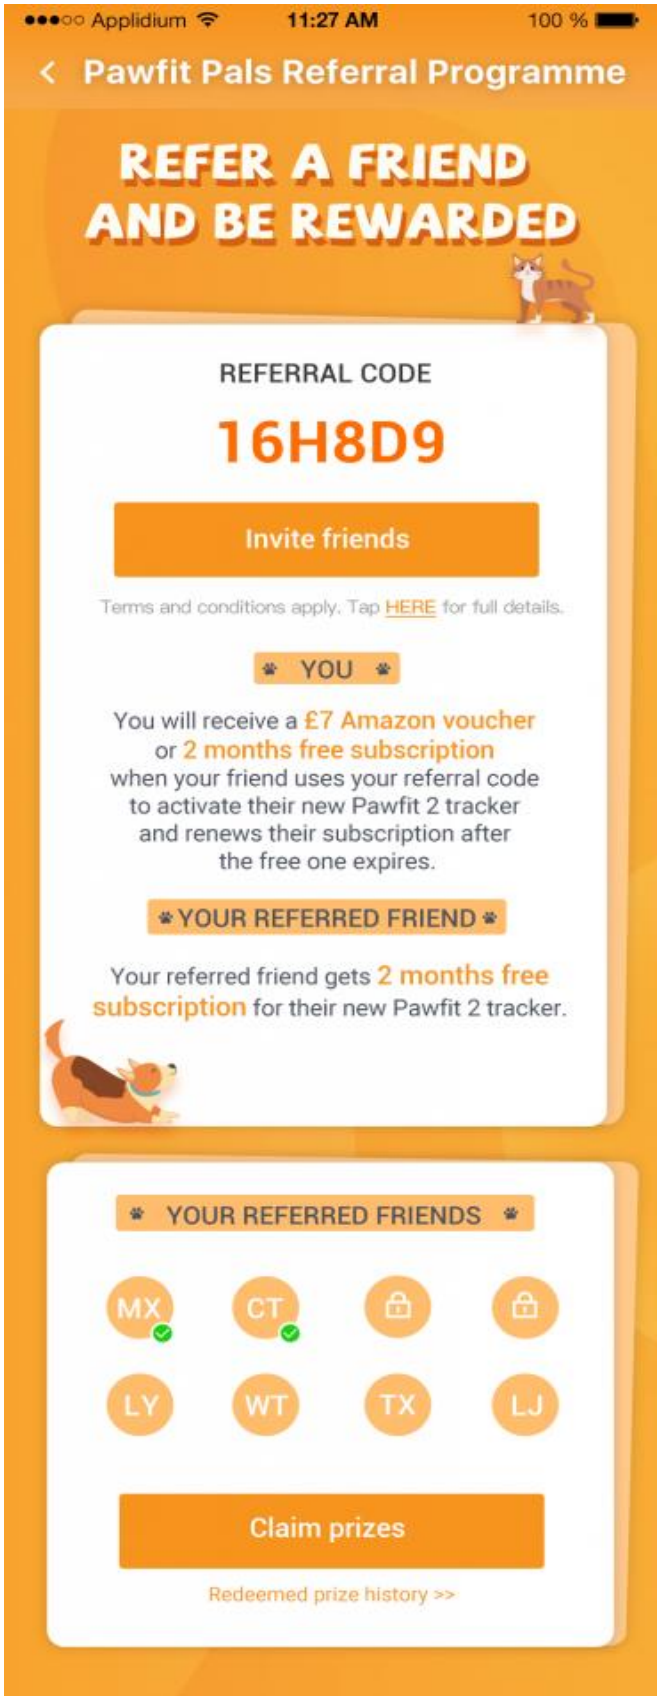 Applidium 11:27 AM 100 %
< Pawfit Pals Referral Programme
REFER A FRIEND
AND BE REWARDED
REFERRAL CODE
16H8D9
Invite friends
Terms and conditions apply. Tap HERE for full details.
YOU
You will receive a £7 Amazon voucher
or 2 months free subscription
when your friend uses your referral code
to activate their new Pawfit 2 tracker
and renews their subscription after
the free one expires.
YOUR REFERRED FRIEND
Your referred friend gets 2 months free
subscription for their new Pawfit 2 tracker.
YOUR REFERRED FRIENDS
MX CT
LY WT TX LJ
Claim prizes
Redeemed prize history >>